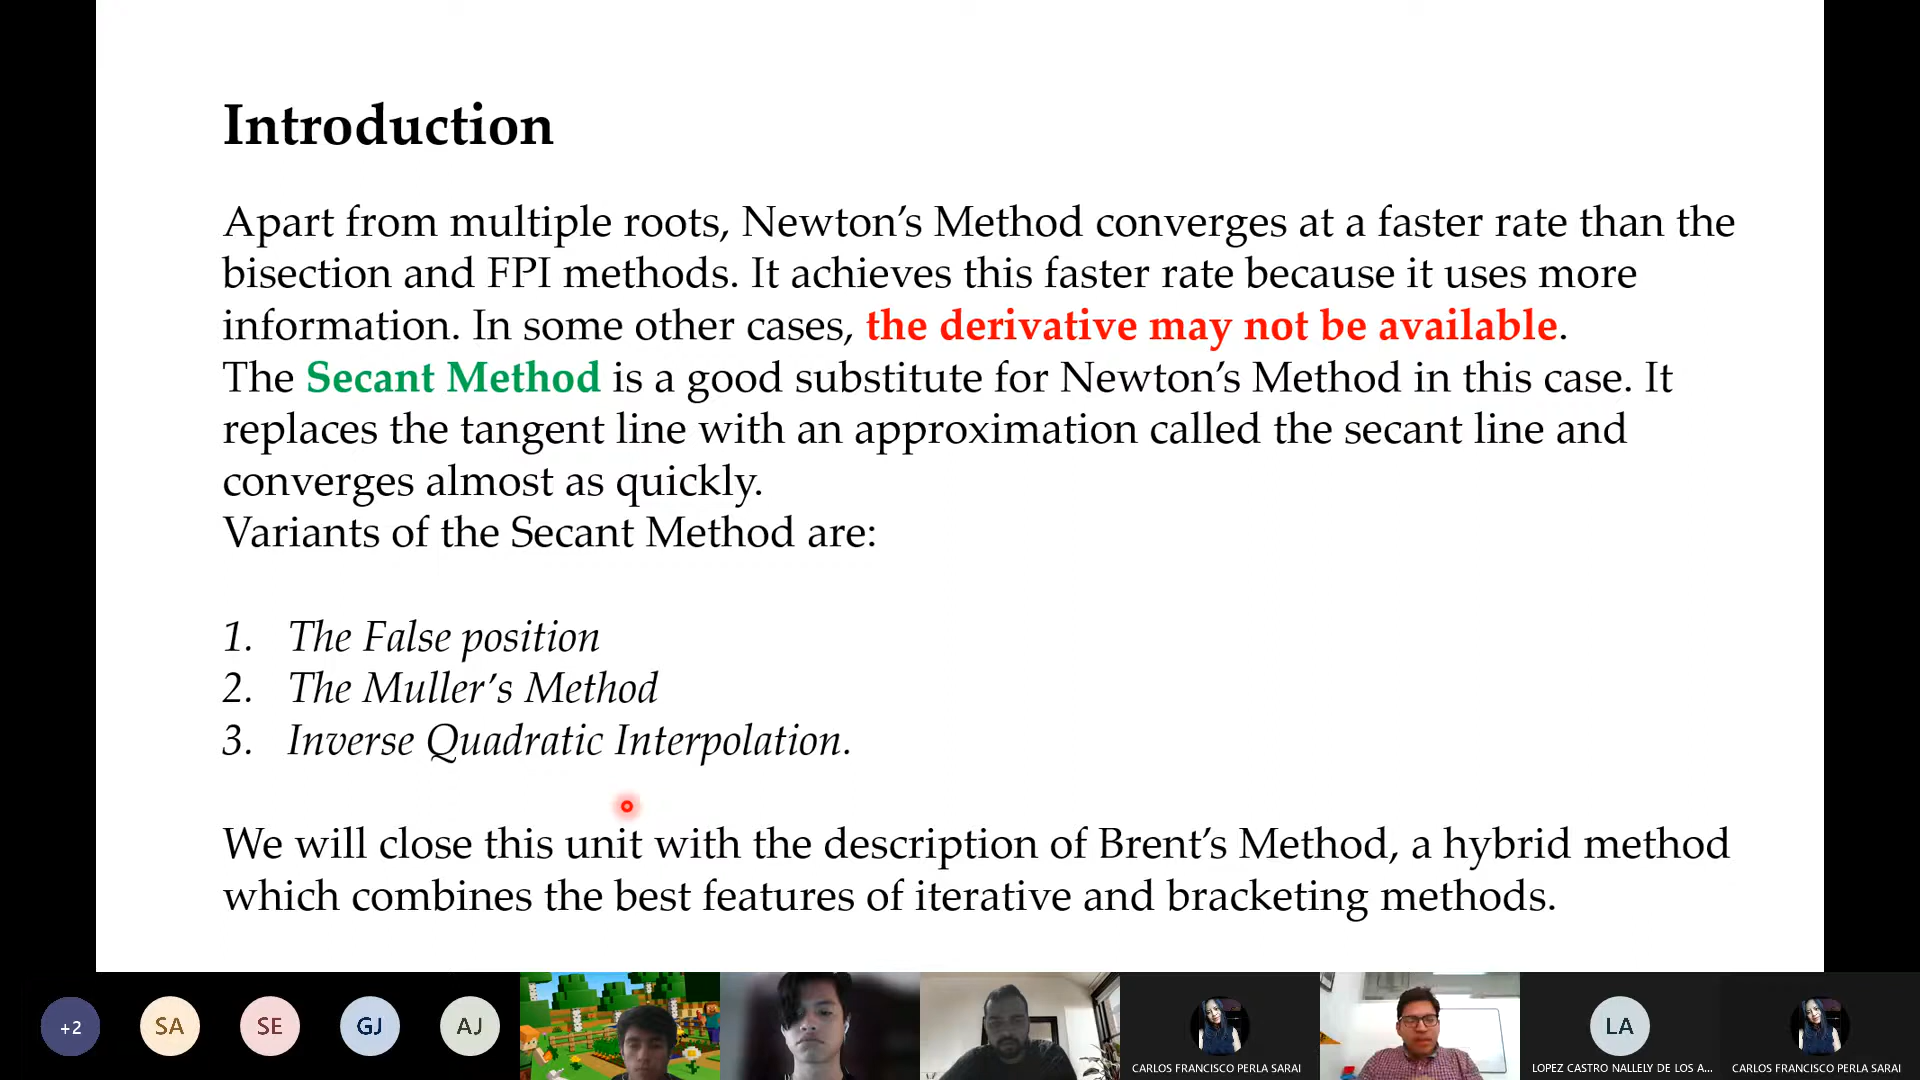 Introduction
Apart from multiple roots, Newton’s Method converges at a faster rate than the
bisection and FPI methods. It achieves this faster rate because it uses more
information. In some other cases, the derivative may not be available.
The Secant Method is a good substitute for Newton’s Method in this case. It
replaces the tangent line with an approximation called the secant line and
converges almost as quickly.
Variants of the Secant Method are:
1. The False position
2. The Muller’s Method
3. Inverse Quadratic Interpolation.
We will close this unit with the description of Brent’s Method, a hybrid method
which combines the best features of iterative and bracketing methods.
+2
SA
SE
GJ
AJ
CARLOS FRANCISCO PERLA SARAI
LA
LOPEZ CASTRO NALLELY DE LOS A...
CARLOS FRANCISCO PERLA SARAI